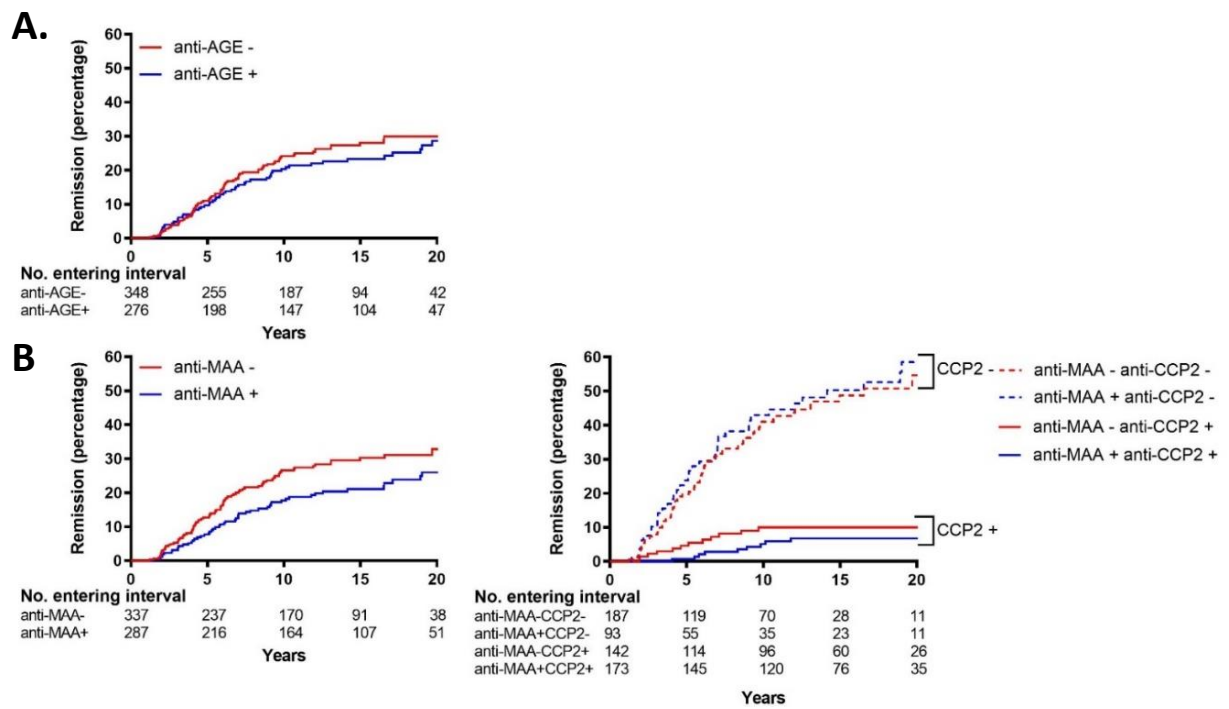 A.
Remission (percentage)
60
50
40
30
20
10
0
anti-AGE -
anti-AGE +
0 5 10 15 20
No. entering interval
anti-AGE- 348 255 187 94 42
anti-AGE+ 276 198 147 104 47
Years
B
Remission (percentage)
60
50
40
30
20
10
0
anti-MAA -
anti-MAA +
0 5 10 15 20
No. entering interval
anti-MAA- 337 237 170 91 38
anti-MAA+ 287 216 164 107 51
Years
Remission (percentage)
60
50
40
30
20
10
0
CCP2 -
CCP2 +
anti-MAA - anti-CCP2 -
anti-MAA + anti-CCP2 -
anti-MAA - anti-CCP2 +
anti-MAA + anti-CCP2 +
0 5 10 15 20
No. entering interval
anti-MAA-CCP2- 187 119 70 28 11
anti-MAA+CCP2- 93 55 35 23 11
anti-MAA-CCP2+ 142 114 96 60 26
anti-MAA+CCP2+ 173 145 120 76 35
Years